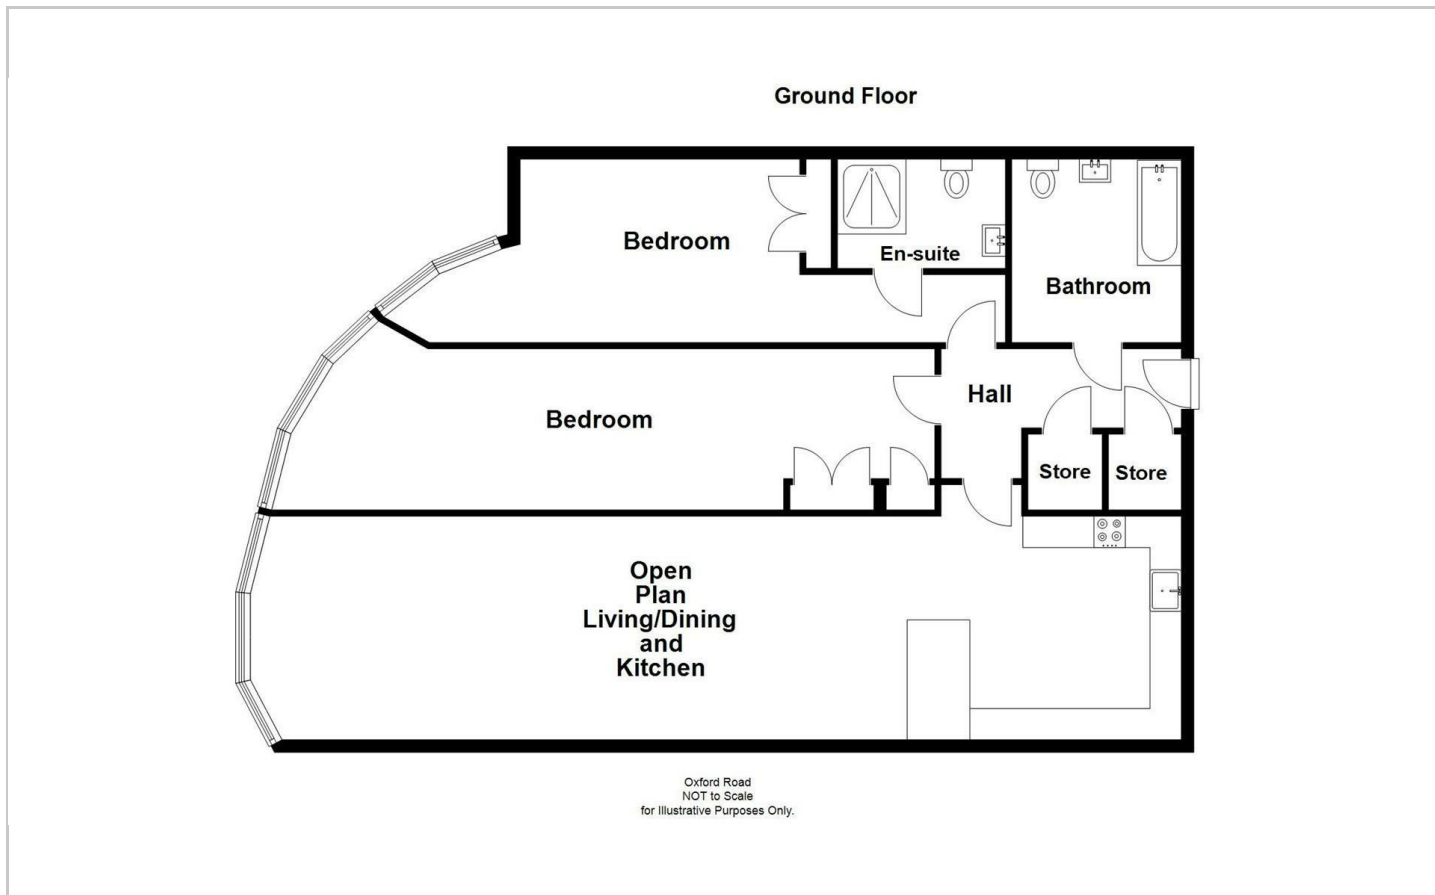 Ground Floor
Bedroom
En-suite
Bathroom
Bedroom
Hall
Store
Store
Open
Plan
Living/Dining
and
Kitchen
Oxford Road
NOT to Scale
for Illustrative Purposes Only.